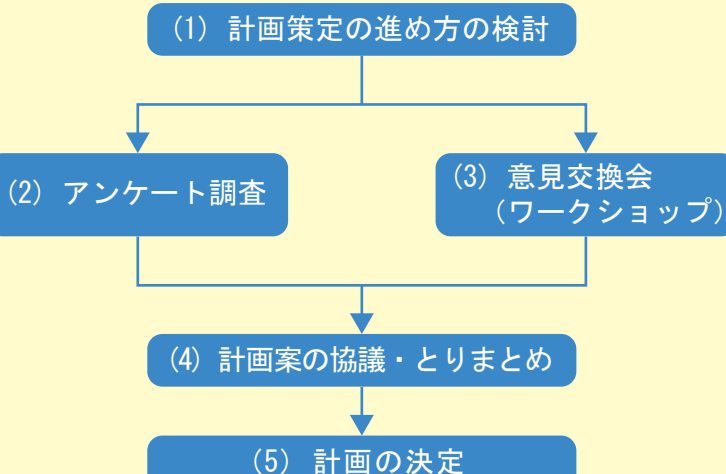 (1) 計画策定の進め方の検討
(2) アンケート調査
(3) 意見交換会
（ワークショップ）
(4) 計画案の協議・とりまとめ
(5) 計画の決定